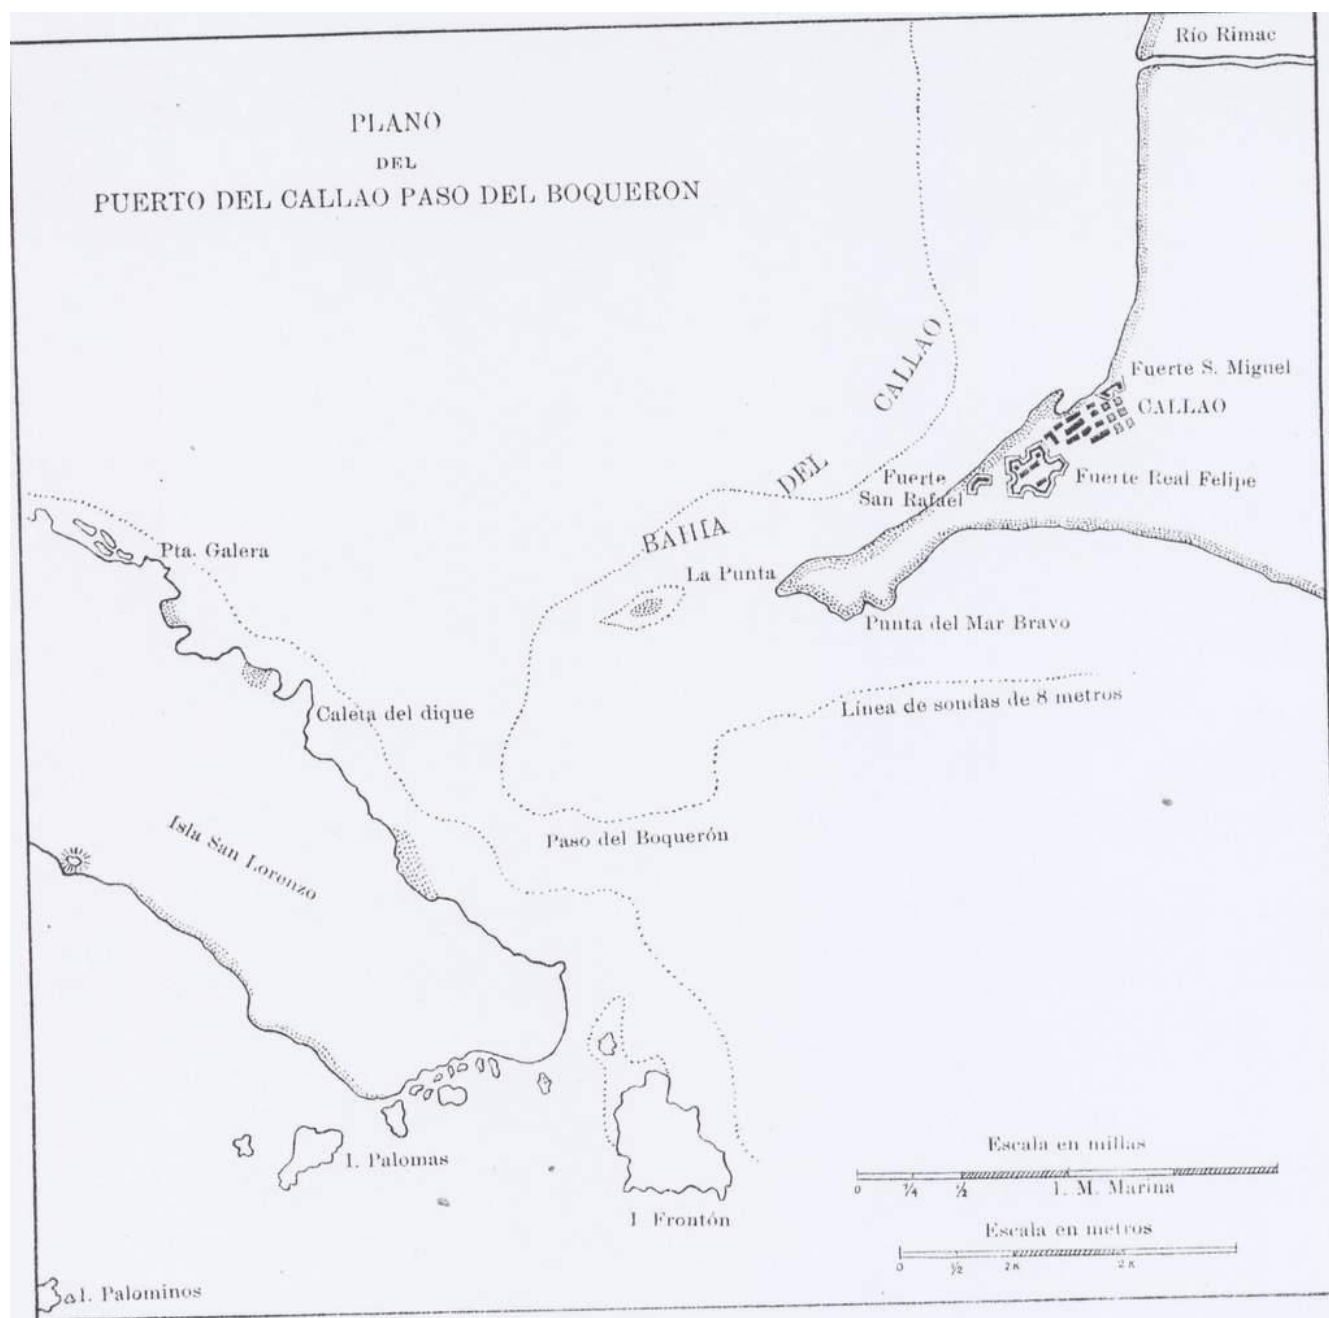 Río Rimac
PLANO
DEL
PUERTO DEL CALLAO PASO DEL BOQUERON
Fuerte S. Miguel
CALLAO
BAHIA DEL CALLAO
Fuerte
San Rafael
Fuerte Real Felipe
Pta. Galera
La Punta
Punta del Mar Bravo
Línea de sondas de 8 metros
Caleta del dique
Isla San Lorenzo
Paso del Boquerón
I. Palomas
I Frontón
Escala en millas
0 ¼ ½ 1. M. Marina
Escala en metros
0 ½ 2K 2K
I. Palominos